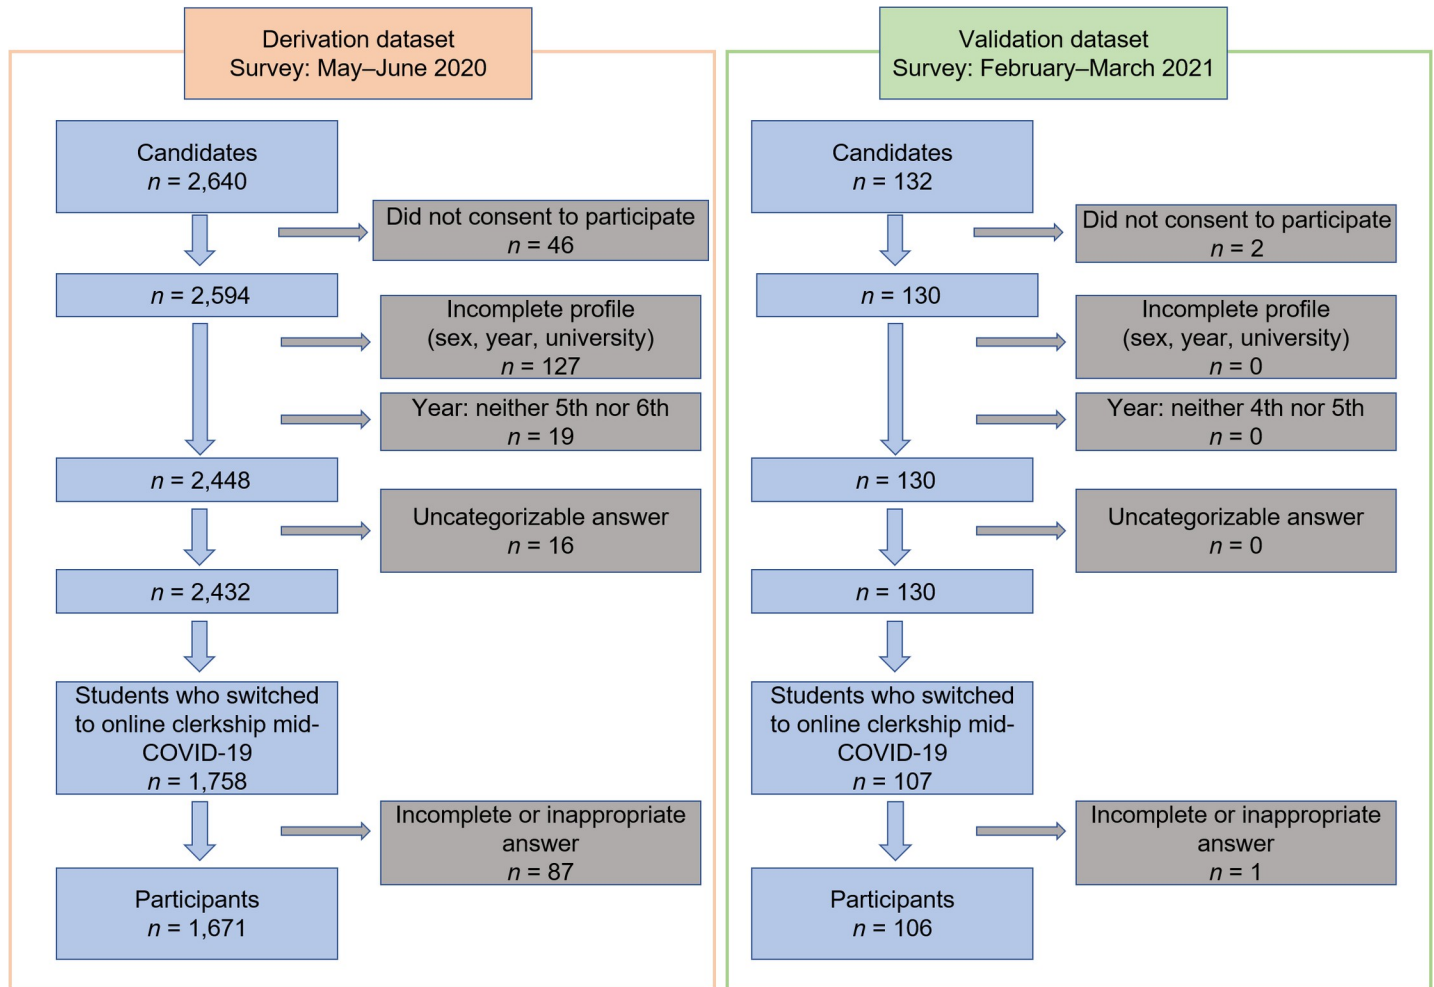 Derivation dataset
Survey: May–June 2020
Candidates
n = 2,640
Did not consent to participate
n = 46
n = 2,594
Incomplete profile
(sex, year, university)
n = 127
Year: neither 5th nor 6th
n = 19
n = 2,448
Uncategorizable answer
n = 16
n = 2,432
Students who switched
to online clerkship mid-
COVID-19
n = 1,758
Incomplete or inappropriate
answer
n = 87
Participants
n = 1,671
Validation dataset
Survey: February–March 2021
Candidates
n = 132
Did not consent to participate
n = 2
n = 130
Incomplete profile
(sex, year, university)
n = 0
Year: neither 4th nor 5th
n = 0
n = 130
Uncategorizable answer
n = 0
n = 130
Students who switched
to online clerkship mid-
COVID-19
n = 107
Incomplete or inappropriate
answer
n = 1
Participants
n = 106